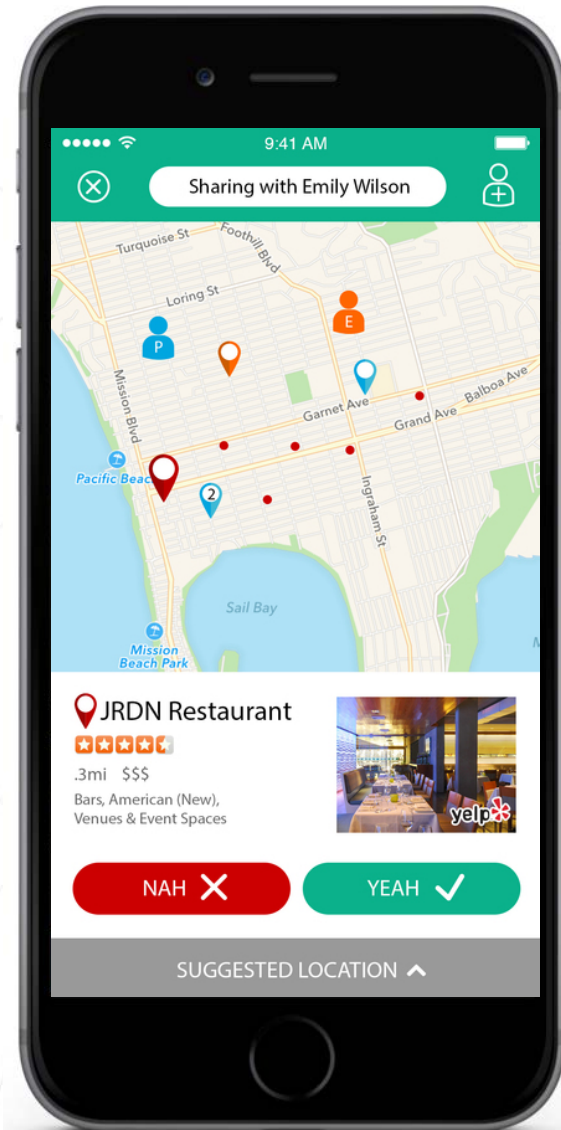 9:41 AM
Sharing with Emily Wilson
Turquoise St
Foothill Blvd
Loring St
P
E
Mission Blvd
Garnet Ave
Balboa Ave
Grand Ave
Pacific Beac
2
Ingraham St
Sail Bay
Mission
Beach Park
JRDN Restaurant
.3mi $$$
Bars, American (New),
Venues & Event Spaces
yelp
NAH
YEAH
SUGGESTED LOCATION